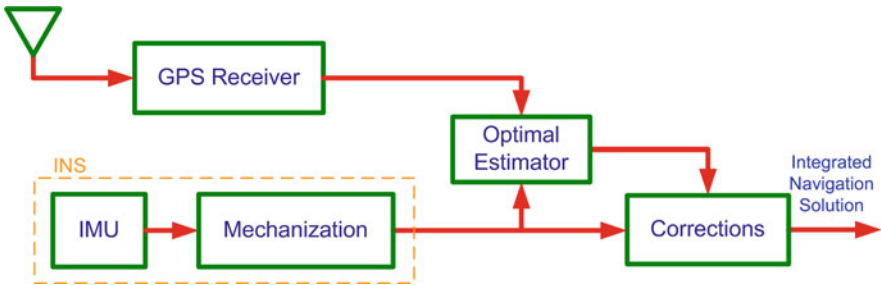 GPS Receiver
Optimal
Estimator
INS
IMU
Mechanization
Corrections
Integrated
Navigation
Solution